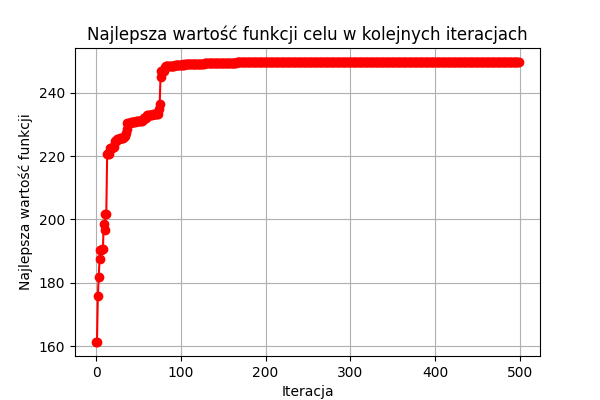 Najlepsza wartość funkcji celu w kolejnych iteracjach
Najlepsza wartość funkcji
240
220
200
180
160
0 100 200 300 400 500
Iteracja